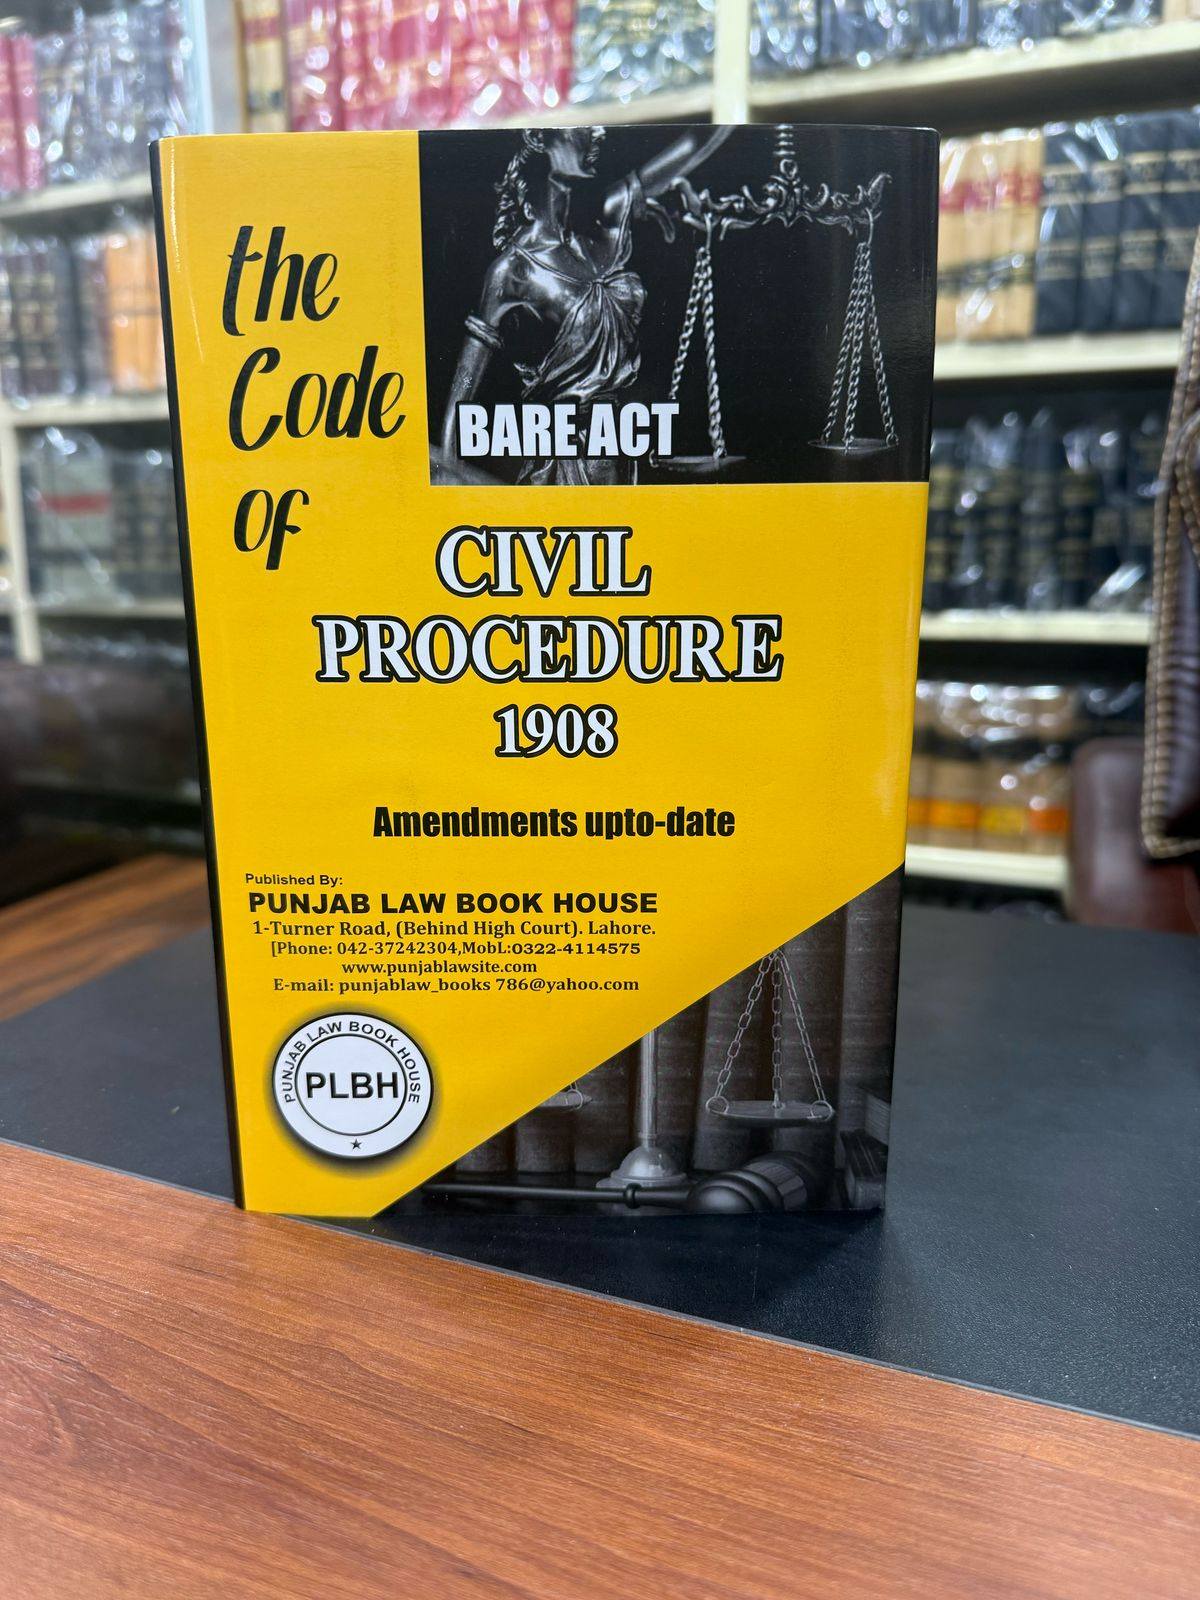 the
Code
of
BARE ACT
CIVIL
PROCEDURE
1908
Amendments upto-date
Published By:
PUNJAB LAW BOOK HOUSE
1-Turner Road, (Behind High Court). Lahore.
[Phone: 042-37242304,MobL:0322-4114575
www.punjablawsite.com
E-mail: punjablaw_books 786@yahoo.com
PUNJAB LAW BOOK HOUSE
PLBH